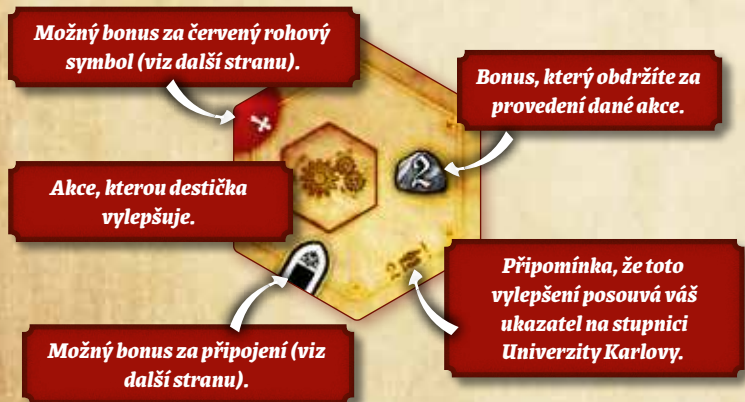 Možný bonus za červený rohový
symbol (viz další stranu).
Bonus, který obdržíte za
provedení dané akce.
2
Akce, kterou destička
vylepšuje.
Připomínka, že toto
vylepšení posouvá váš
ukazatel na stupnici
Univerzity Karlovy.
Možný bonus za připojení (viz
další stranu).